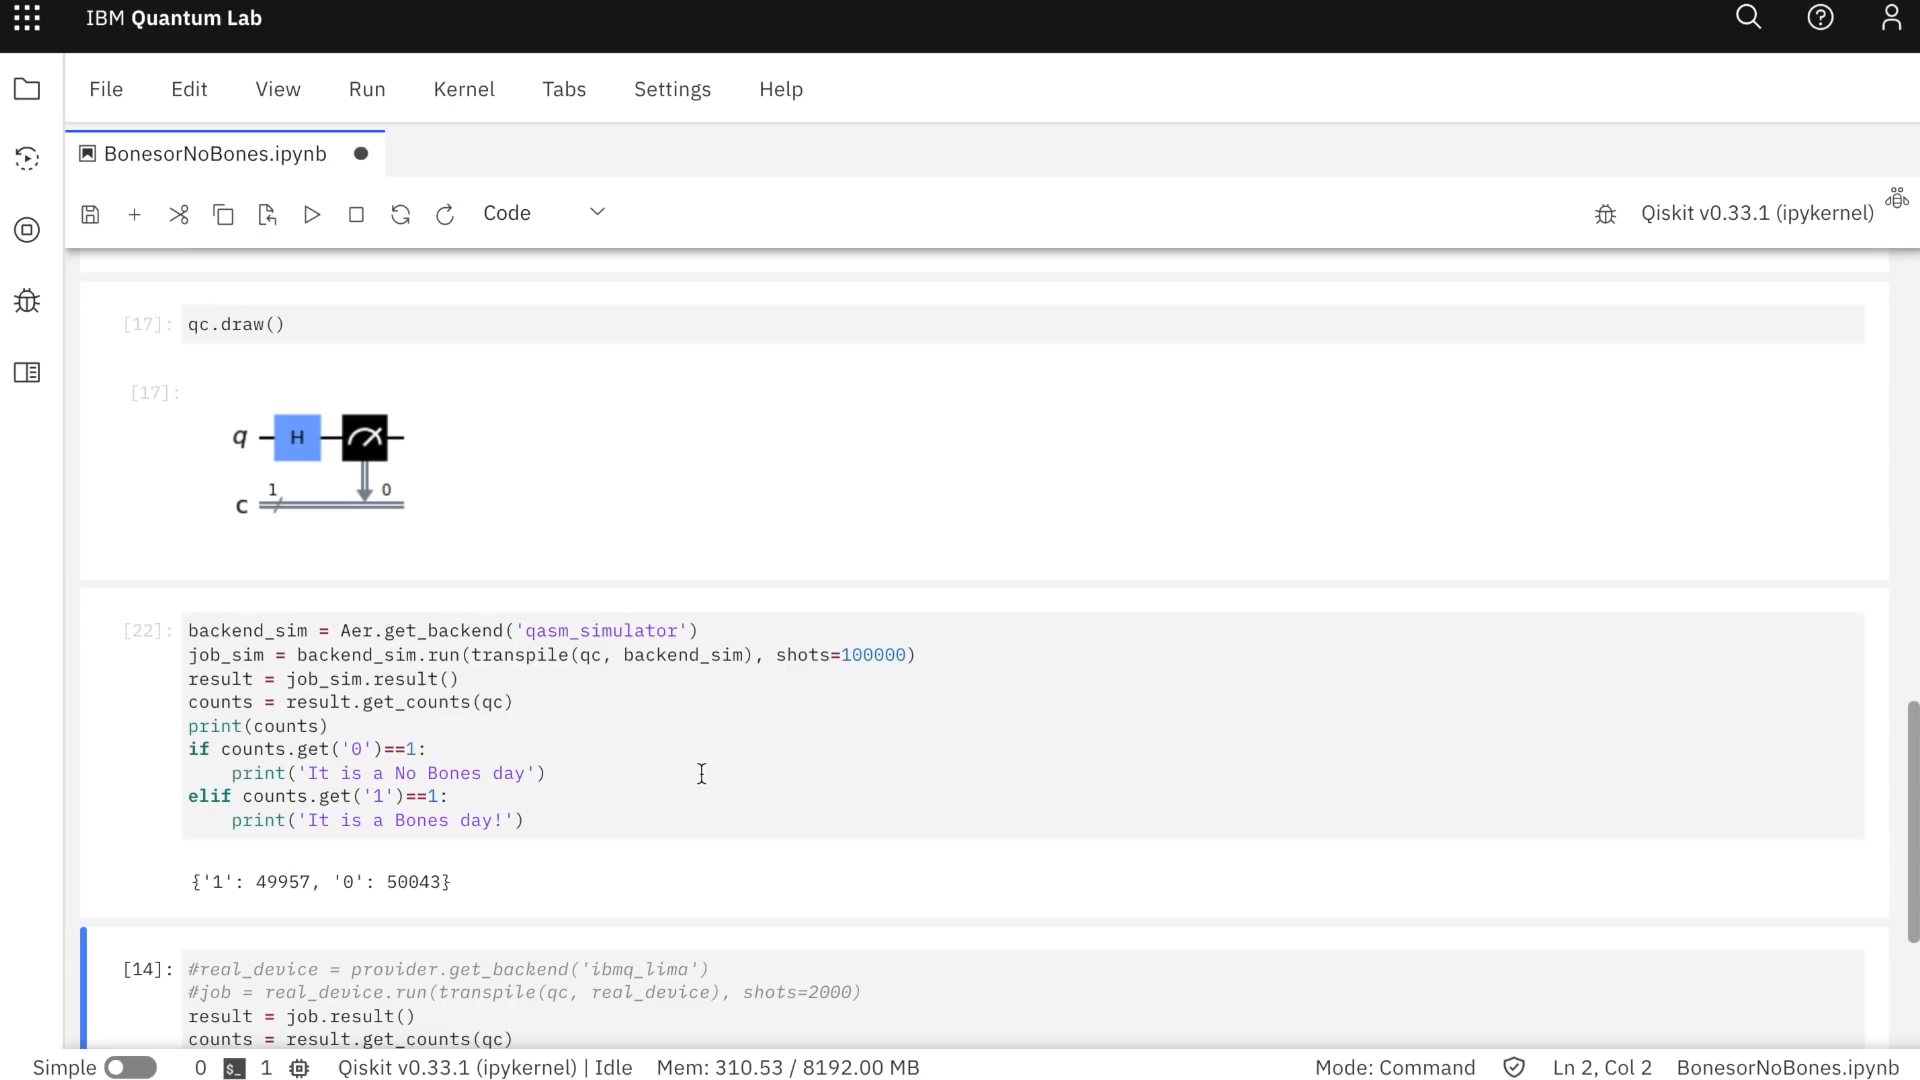 IBM Quantum Lab
File Edit View Run Kernel Tabs Settings Help
BonesorNoBones.ipynb
Code
Qiskit v0.33.1 (ipykernel)
[17]: qc.draw()
[17]:
q H
1 0
c
[22]: backend_sim = Aer.get_backend('qasm_simulator')
job_sim = backend_sim.run(transpile(qc, backend_sim), shots=100000)
result = job_sim.result()
counts = result.get_counts(qc)
print(counts)
if counts.get('0')==1:
    print('It is a No Bones day')
elif counts.get('1')==1:
    print('It is a Bones day!')
{'1': 49957, '0': 50043}
[14]: #real_device = provider.get_backend('ibmq_lima')
#job = real_device.run(transpile(qc, real_device), shots=2000)
result = job.result()
counts = result.get_counts(qc)
Simple 0 $_ 1 Qiskit v0.33.1 (ipykernel) | Idle Mem: 310.53 / 8192.00 MB Mode: Command Ln 2, Col 2 BonesorNoBones.ipynb